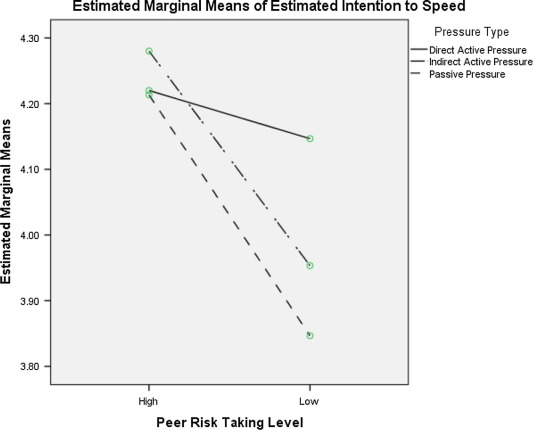 Estimated Marginal Means of Estimated Intention to Speed
Pressure Type
Direct Active Pressure
Indirect Active Pressure
Passive Pressure
Estimated Marginal Means
4.30
4.20
4.10
4.00
3.90
3.80
High
Low
Peer Risk Taking Level